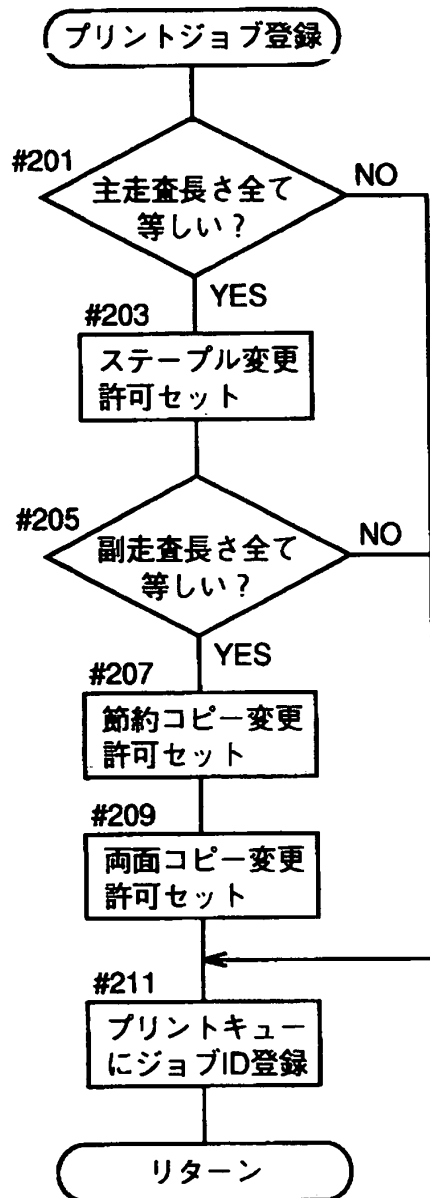 プリントジョブ登録
#201
主走査長さ全て
等しい?
NO
YES
#203
ステープル変更
許可セット
#205
副走査長さ全て
等しい?
NO
YES
#207
節約コピー変更
許可セット
#209
両面コピー変更
許可セット
#211
プリントキュー
にジョブID登録
リターン